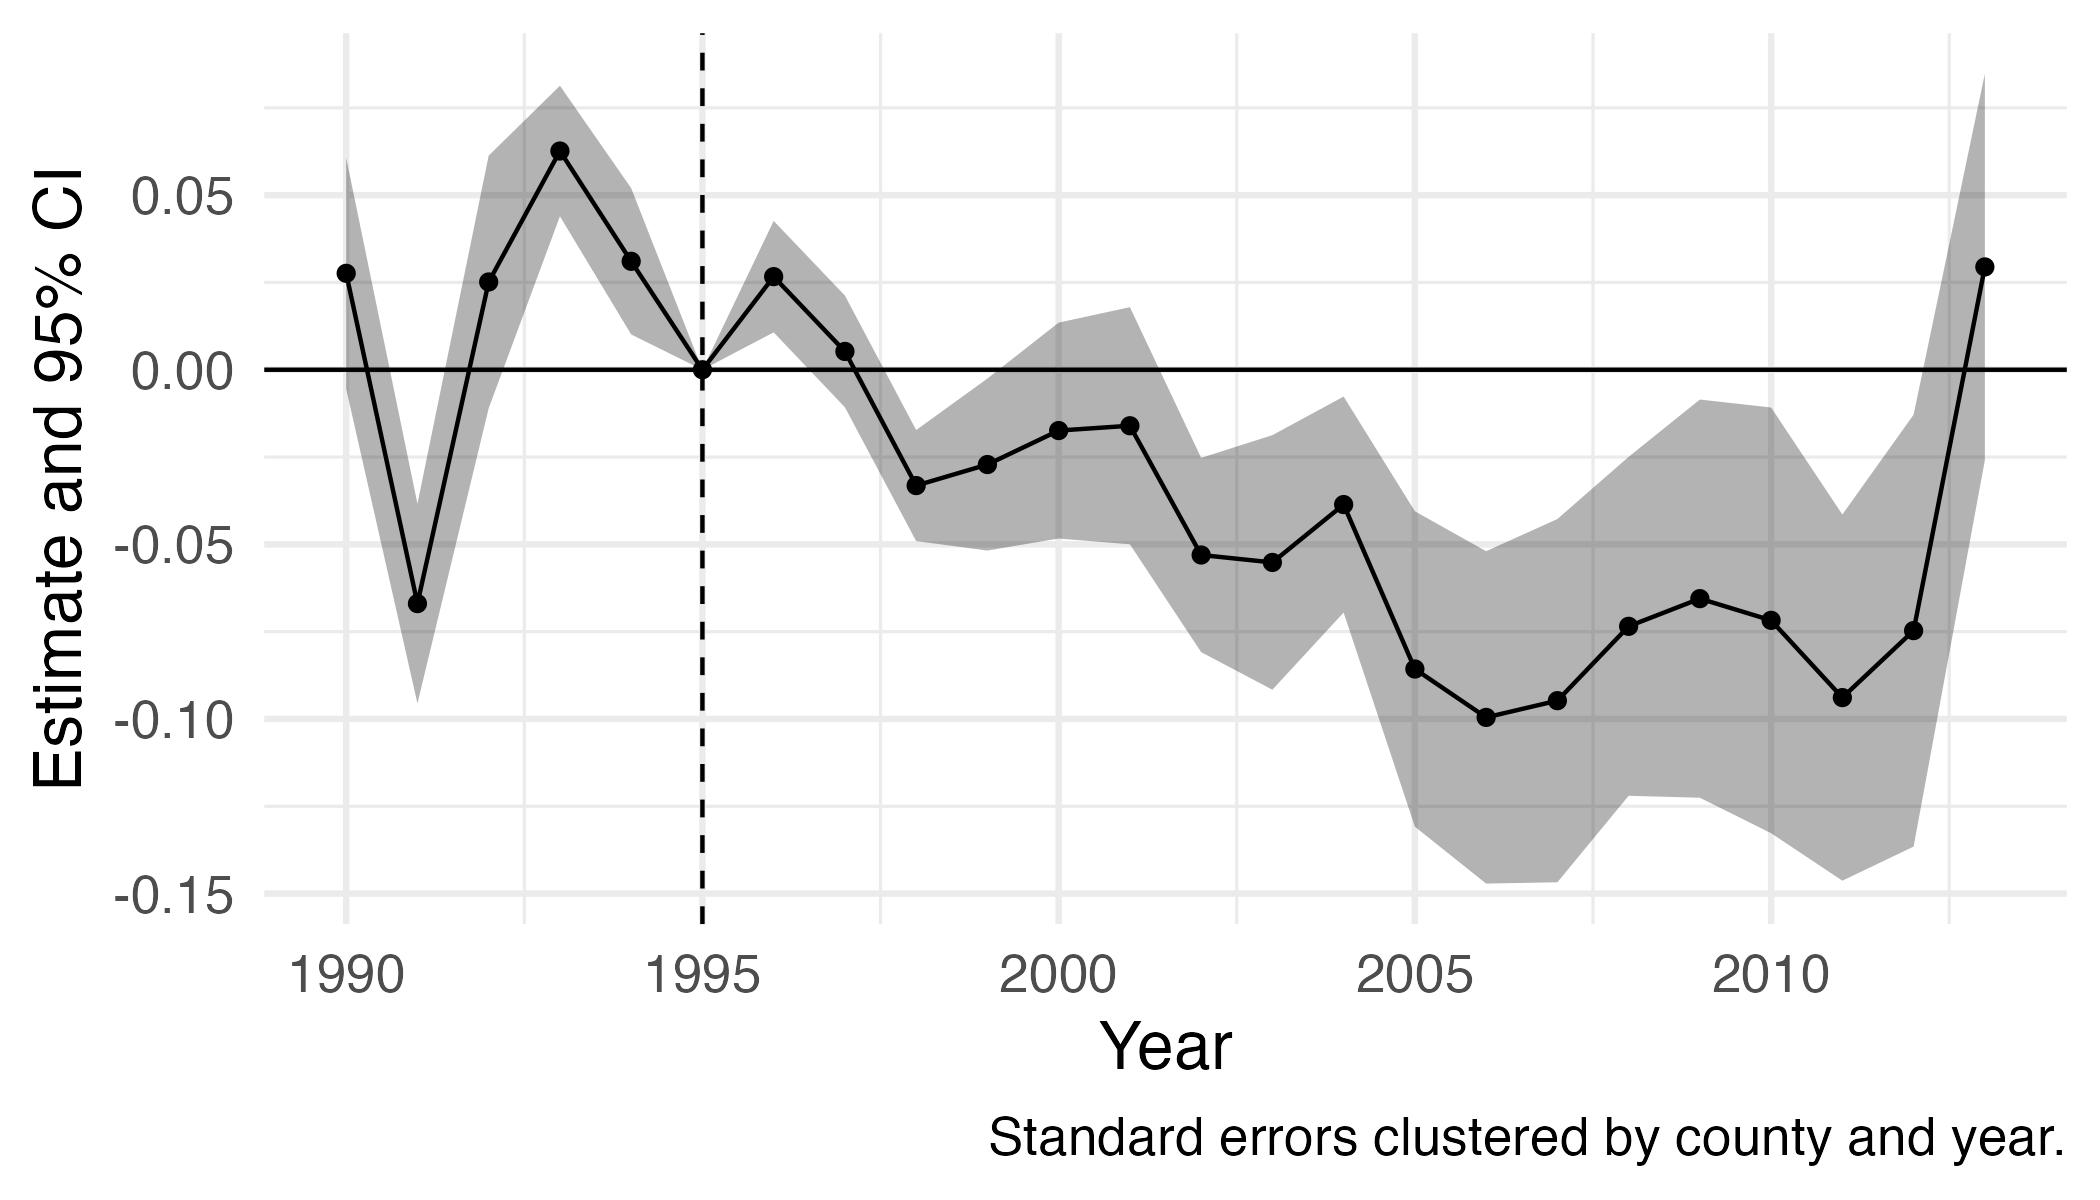 Estimate and 95% CI
0.05
0.00
-0.05
-0.10
-0.15
1990 1995 2000 2005 2010
Year
Standard errors clustered by county and year.